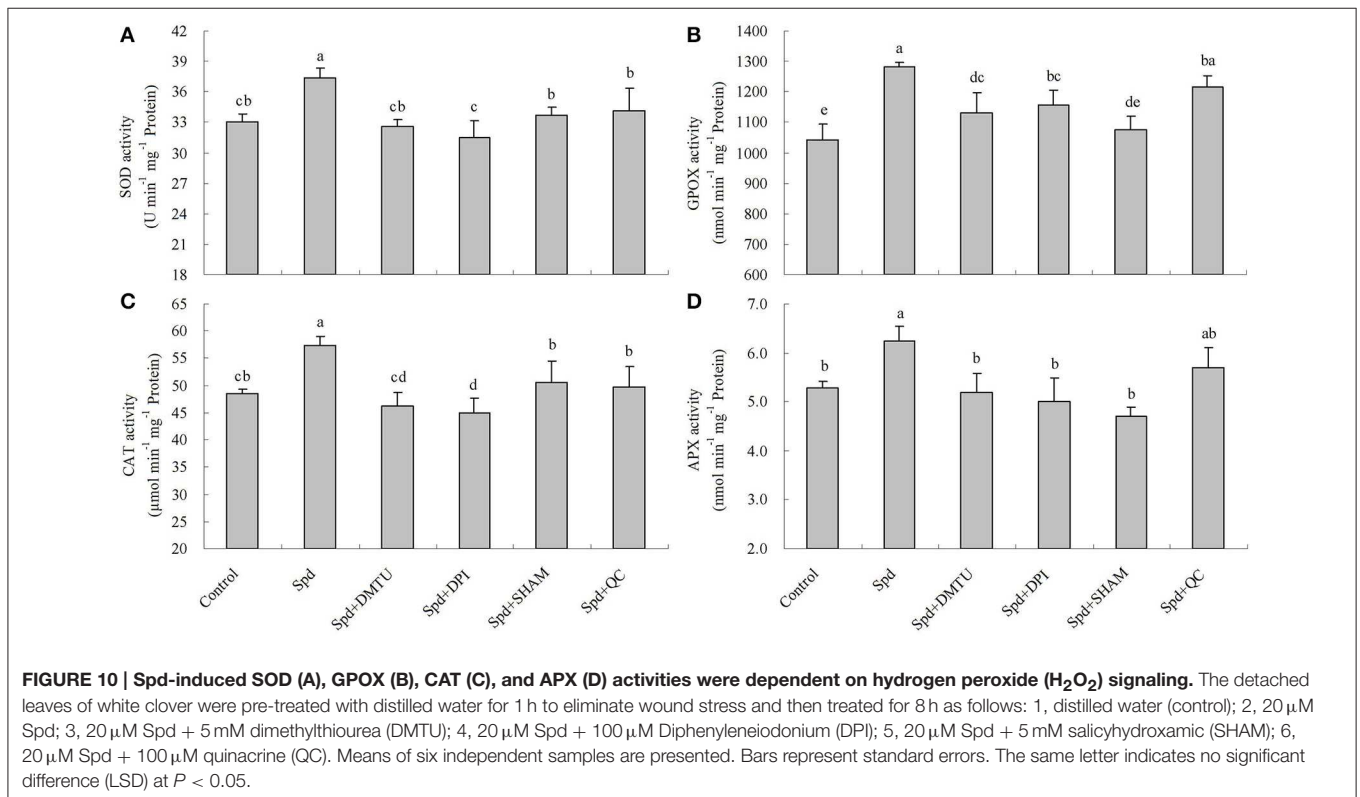 A
SOD activity
(U min⁻¹ mg⁻¹ Protein)
42
39
36
33
30
27
24
21
18
cb
a
cb
c
b
b
B
GPOX activity
(nmol min⁻¹ mg⁻¹ Protein)
1400
1300
1200
1100
1000
900
800
700
600
e
a
dc
bc
de
ba
C
CAT activity
(μmol min⁻¹ mg⁻¹ Protein)
65
60
55
50
45
40
35
30
25
20
cb
a
cd
d
b
b
Control
Spd
Spd+DMTU
Spd+DPI
Spd+SHAM
Spd+QC
D
APX activity
(nmol min⁻¹ mg⁻¹ Protein)
7.0
6.0
5.0
4.0
3.0
2.0
b
a
b
b
b
ab
Control
Spd
Spd+DMTU
Spd+DPI
Spd+SHAM
Spd+QC
FIGURE 10 | Spd-induced SOD (A), GPOX (B), CAT (C), and APX (D) activities were dependent on hydrogen peroxide (H₂O₂) signaling. The detached
leaves of white clover were pre-treated with distilled water for 1 h to eliminate wound stress and then treated for 8 h as follows: 1, distilled water (control); 2, 20 μM
Spd; 3, 20 μM Spd + 5 mM dimethylthiourea (DMTU); 4, 20 μM Spd + 100 μM Diphenyleneiodonium (DPI); 5, 20 μM Spd + 5 mM salicyhydroxamic (SHAM); 6,
20 μM Spd + 100 μM quinacrine (QC). Means of six independent samples are presented. Bars represent standard errors. The same letter indicates no significant
difference (LSD) at P < 0.05.